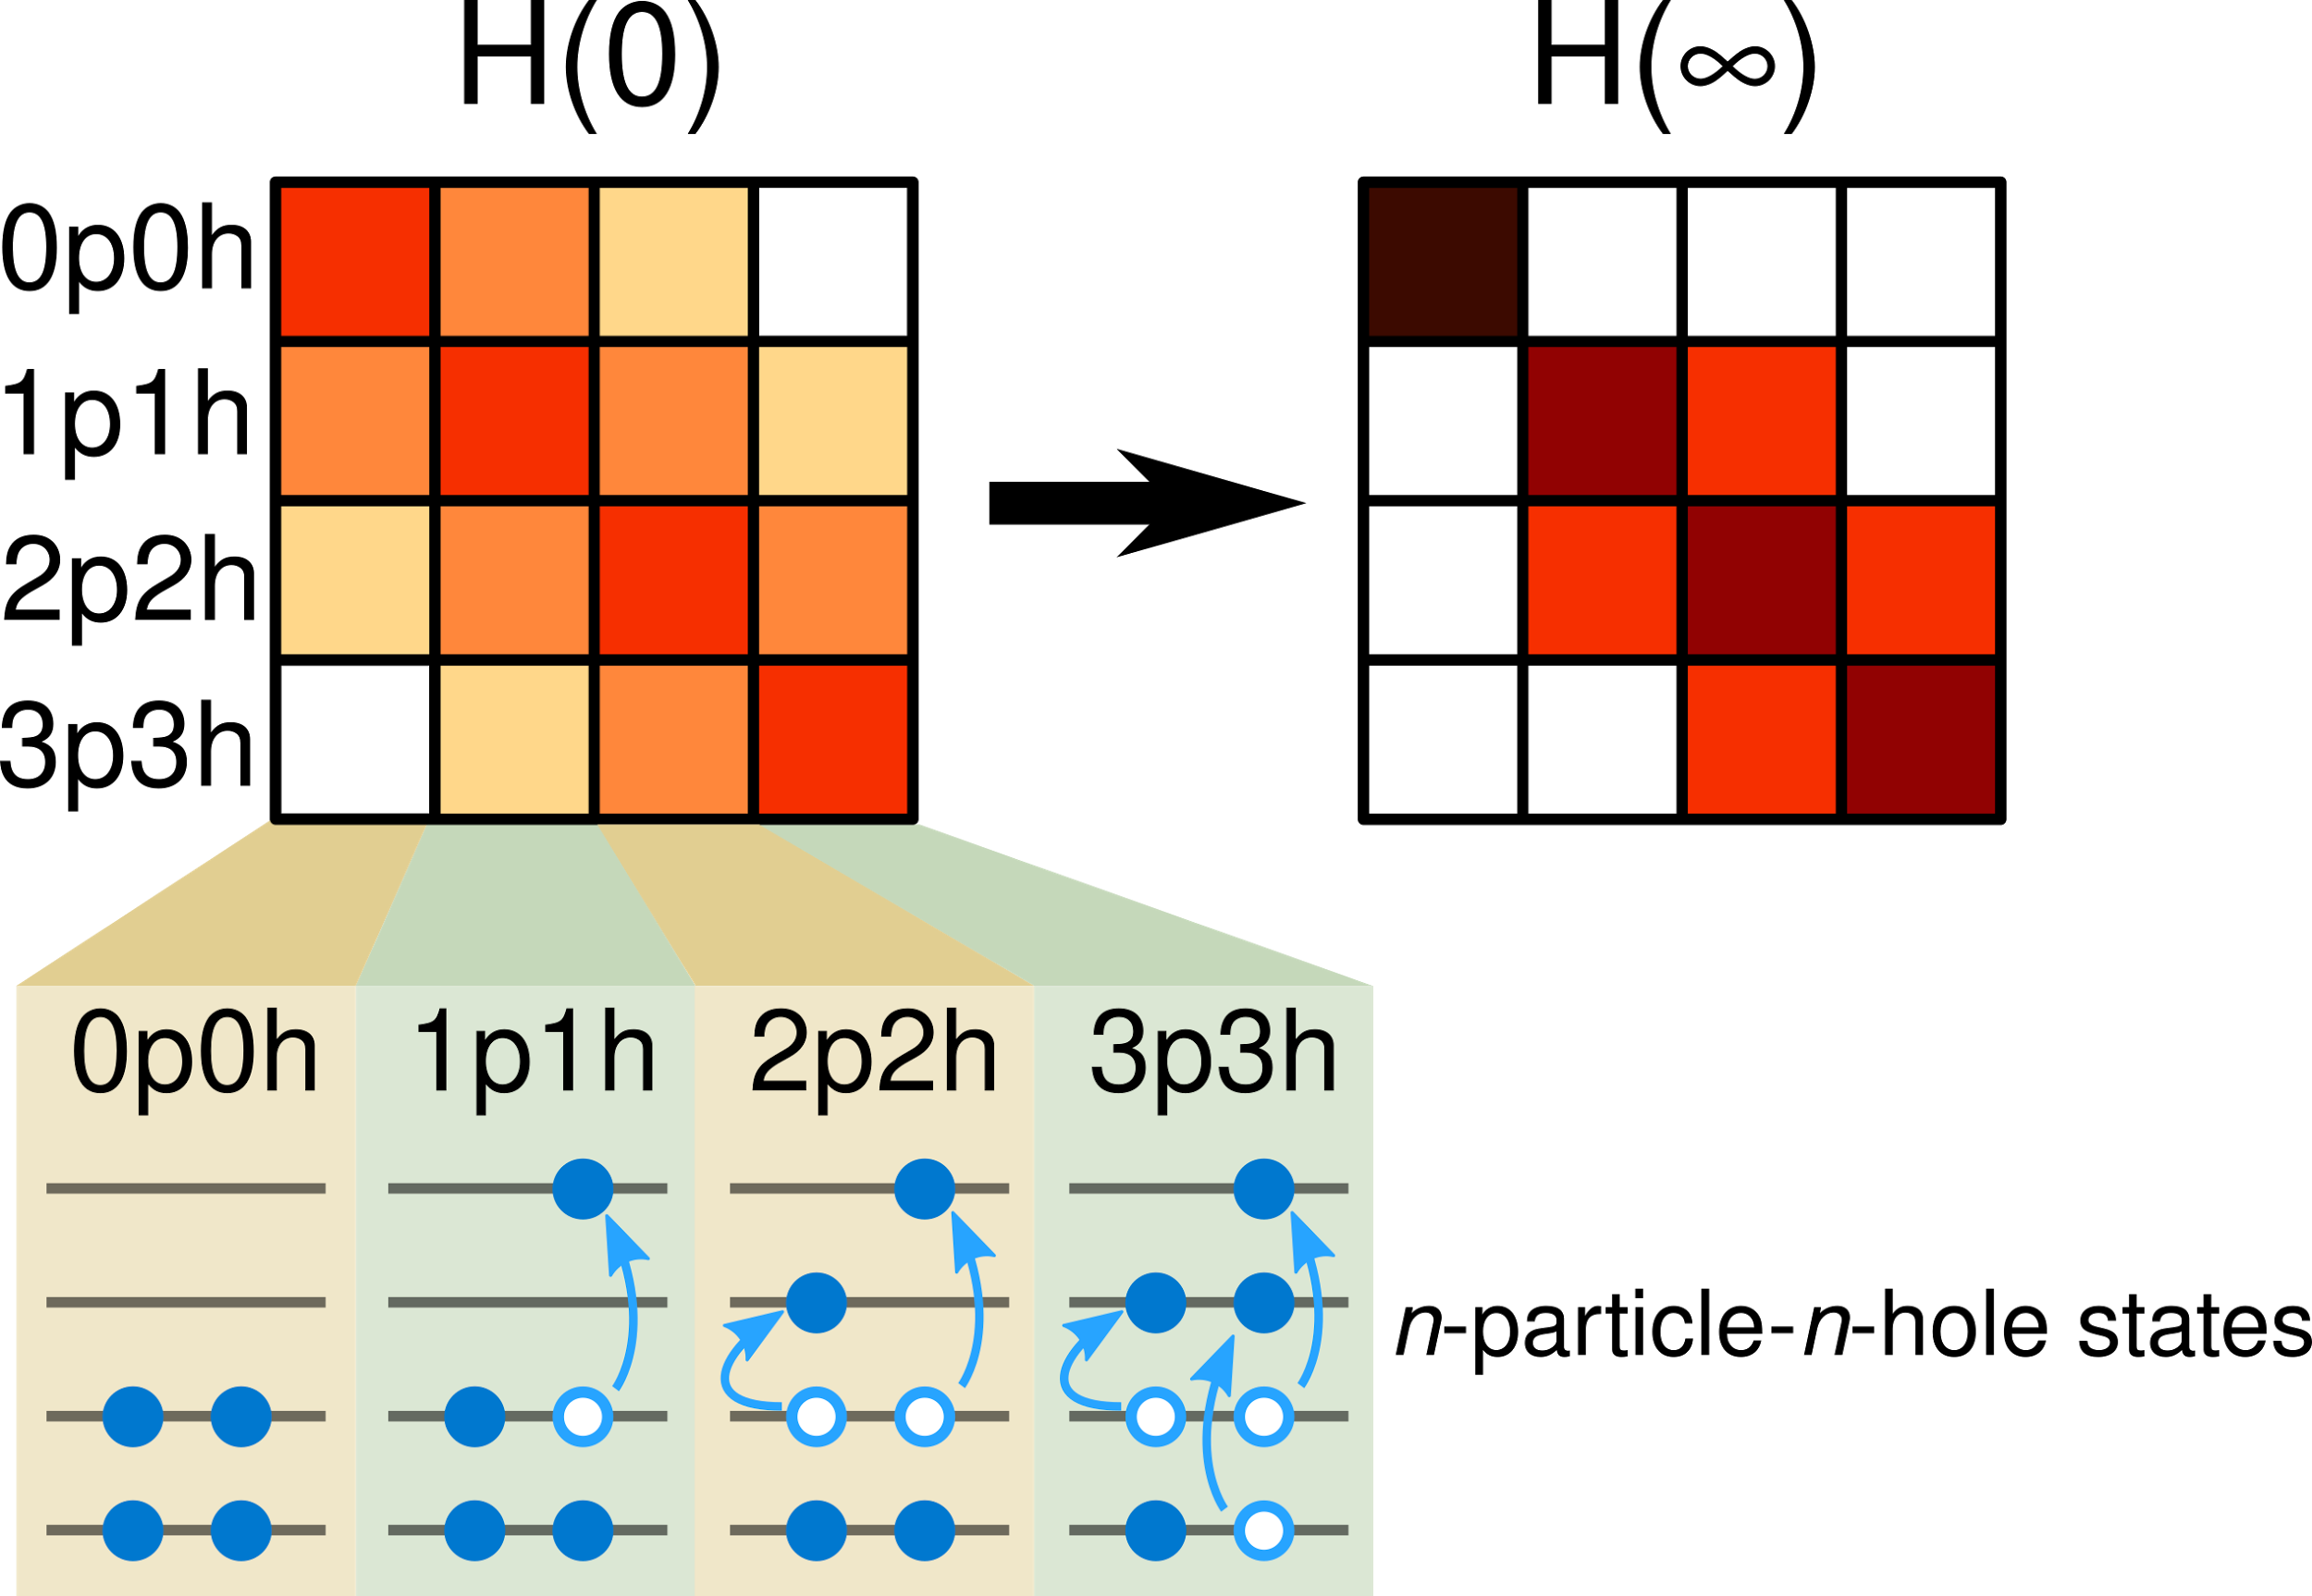 H(0)
H(∞)
0p0h
1p1h
2p2h
3p3h
0p0h 1p1h 2p2h 3p3h
n-particle-n-hole states